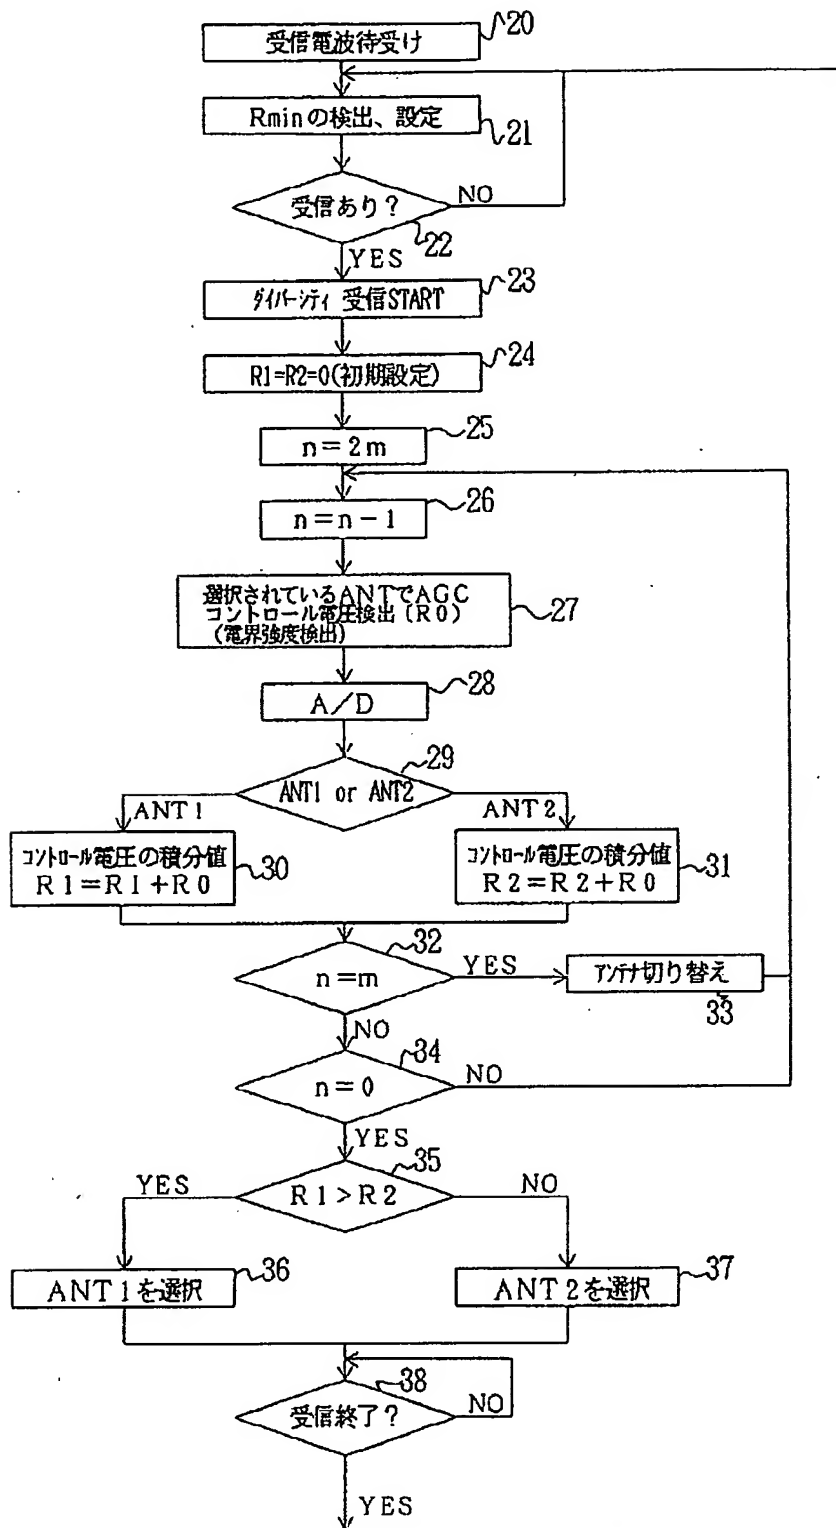 20
受信電波待受け
Rminの検出、設定
21
受信あり?
NO
22
YES
23
ダイバーシティ 受信START
24
R1=R2=0(初期設定)
25
n=2m
26
n=n-1
選択されているANTでAGC
コントロール電圧検出(R0)
(電界強度検出)
27
28
A/D
29
ANT1 or ANT2
ANT1
ANT2
コントロール電圧の積分値
R1=R1+R0
30
コントロール電圧の積分値
R2=R2+R0
31
32
n=m
YES
アンテナ切り替え
33
NO
34
n=0
NO
YES
35
R1>R2
YES
NO
ANT1を選択
36
ANT2を選択
37
38
受信終了?
NO
YES